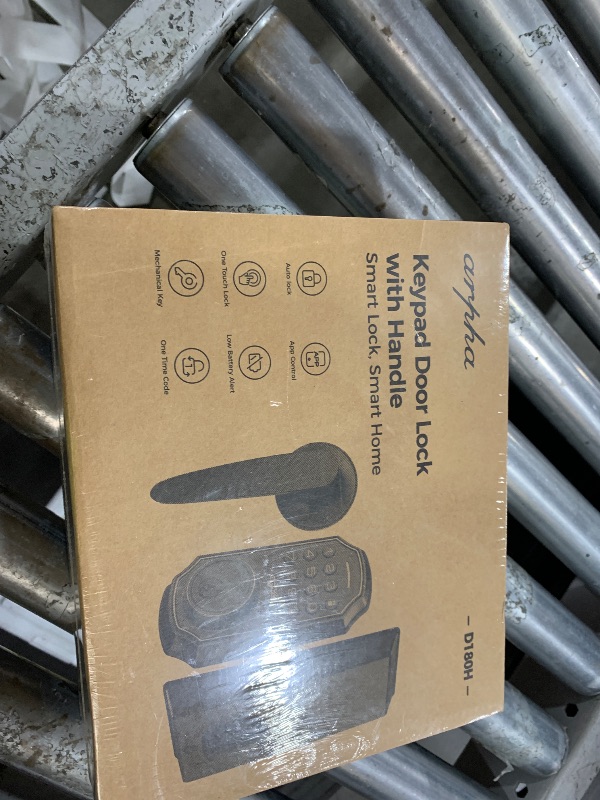 arpha
Keypad Door Lock
with Handle
Smart Lock, Smart Home
Auto lock
APP
App Control
One Touch Lock
Low Battery Alert
Mechanical Key
One Time Code
– D180H –